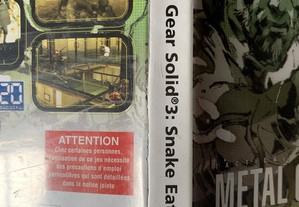 20
ATTENTION
Chez certaines personnes,
l'utilisation de ce jeu nécessite
des précautions d'emploi
particulières qui sont détaillées
dans la notice jointe
Gear Solid®3: Snake Ea
METAL G